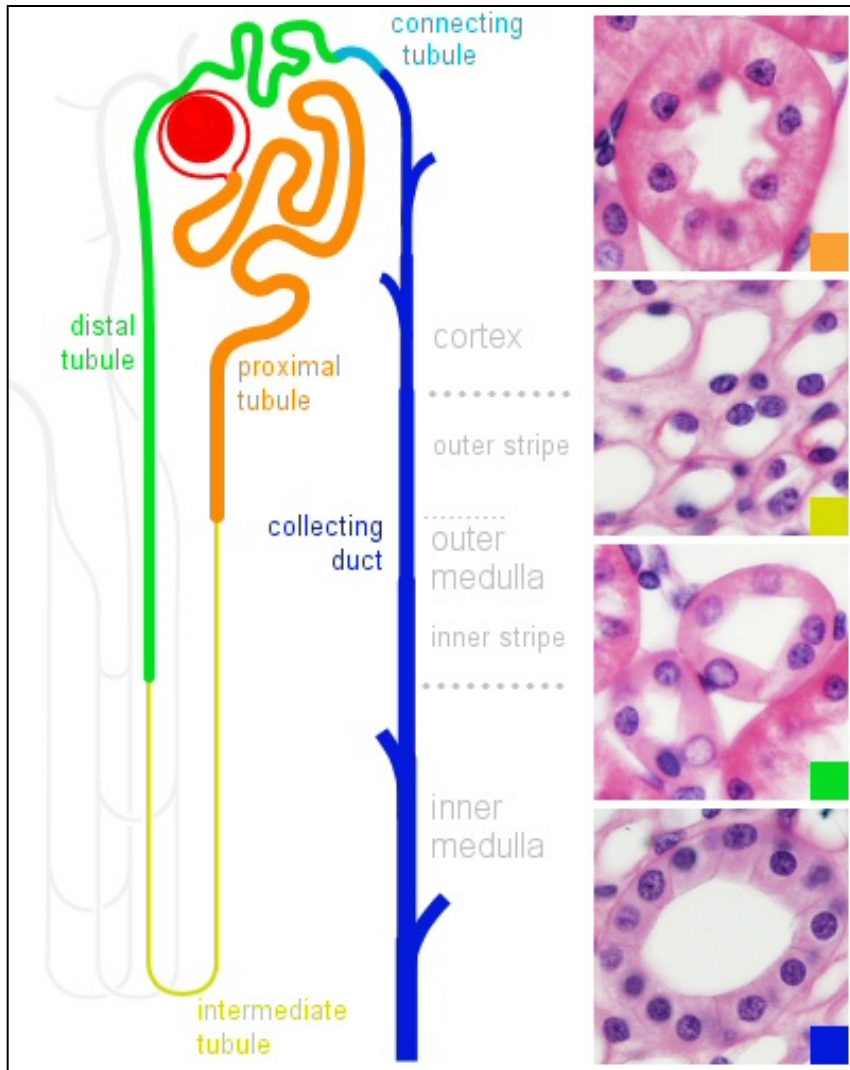 connecting
tubule
distal
tubule
proximal
tubule
cortex
outer stripe
collecting
duct
outer
medulla
inner stripe
inner
medulla
intermediate
tubule